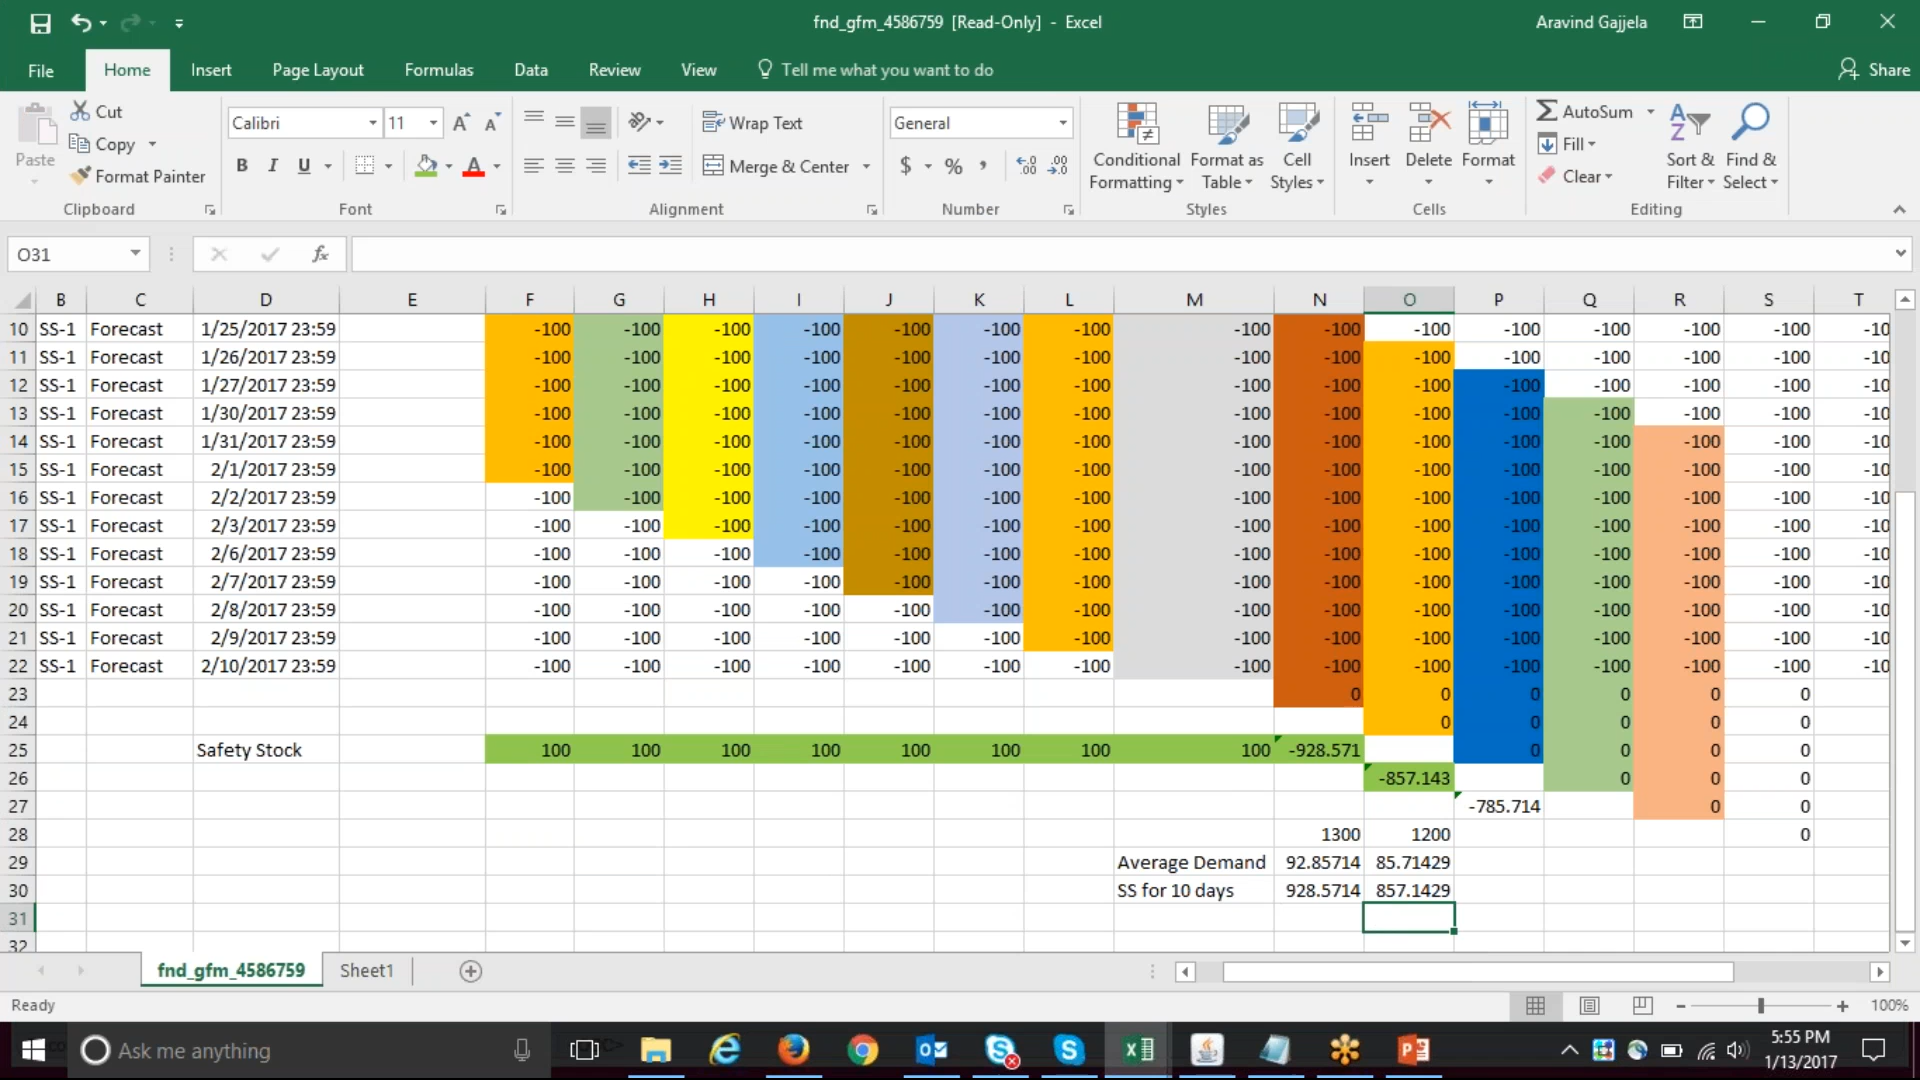 fnd_gfm_4586759 [Read-Only] - Excel
Aravind Gajjela
File Home Insert Page Layout Formulas Data Review View Tell me what you want to do Share
Paste
Cut
Copy
Format Painter
Clipboard
Calibri 11
B I U
Font
Wrap Text
Merge & Center
Alignment
General
$ % ,
Number
Conditional Formatting
Format as Table
Cell Styles
Styles
Insert Delete Format
Cells
AutoSum
Fill
Clear
Sort & Filter
Find & Select
Editing
O31 fx
B C D E F G H I J K L M N O P Q R S T
10 SS-1 Forecast 1/25/2017 23:59 -100 -100 -100 -100 -100 -100 -100 -100 -100 -100 -100 -100 -100 -100 -10
11 SS-1 Forecast 1/26/2017 23:59 -100 -100 -100 -100 -100 -100 -100 -100 -100 -100 -100 -100 -100 -100 -10
12 SS-1 Forecast 1/27/2017 23:59 -100 -100 -100 -100 -100 -100 -100 -100 -100 -100 -100 -100 -100 -100 -10
13 SS-1 Forecast 1/30/2017 23:59 -100 -100 -100 -100 -100 -100 -100 -100 -100 -100 -100 -100 -100 -100 -10
14 SS-1 Forecast 1/31/2017 23:59 -100 -100 -100 -100 -100 -100 -100 -100 -100 -100 -100 -100 -100 -100 -10
15 SS-1 Forecast 2/1/2017 23:59 -100 -100 -100 -100 -100 -100 -100 -100 -100 -100 -100 -100 -100 -100 -10
16 SS-1 Forecast 2/2/2017 23:59 -100 -100 -100 -100 -100 -100 -100 -100 -100 -100 -100 -100 -100 -100 -10
17 SS-1 Forecast 2/3/2017 23:59 -100 -100 -100 -100 -100 -100 -100 -100 -100 -100 -100 -100 -100 -100 -10
18 SS-1 Forecast 2/6/2017 23:59 -100 -100 -100 -100 -100 -100 -100 -100 -100 -100 -100 -100 -100 -100 -10
19 SS-1 Forecast 2/7/2017 23:59 -100 -100 -100 -100 -100 -100 -100 -100 -100 -100 -100 -100 -100 -100 -10
20 SS-1 Forecast 2/8/2017 23:59 -100 -100 -100 -100 -100 -100 -100 -100 -100 -100 -100 -100 -100 -100 -10
21 SS-1 Forecast 2/9/2017 23:59 -100 -100 -100 -100 -100 -100 -100 -100 -100 -100 -100 -100 -100 -100 -10
22 SS-1 Forecast 2/10/2017 23:59 -100 -100 -100 -100 -100 -100 -100 -100 -100 -100 -100 -100 -100 -100 -10
23 0 0 0 0 0 0
24 0 0 0 0 0
25 Safety Stock 100 100 100 100 100 100 100 100 -928.571 0 0 0 0
26 -857.143 0 0 0
27 -785.714 0 0
28 1300 1200 0
29 Average Demand 92.85714 85.71429
30 SS for 10 days 928.5714 857.1429
31
32
fnd_gfm_4586759 Sheet1
Ready 100%
Ask me anything
5:55 PM
1/13/2017